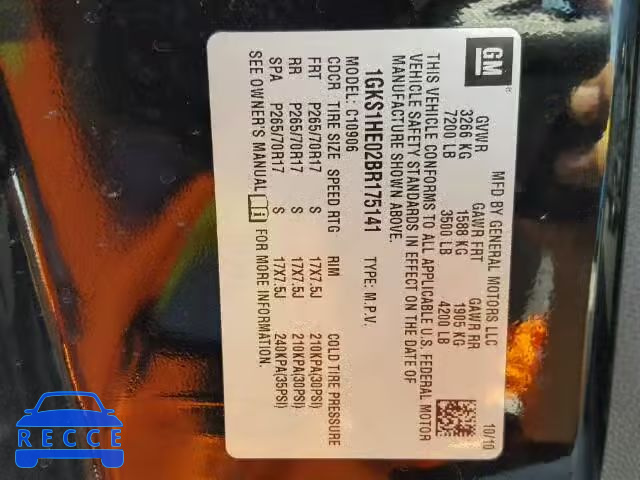 GM
MFD BY GENERAL MOTORS LLC
10/10
GVWR GAWR FRT GAWR RR
3266 KG 1588 KG 1905 KG
7200 LB 3500 LB 4200 LB
THIS VEHICLE CONFORMS TO ALL APPLICABLE U.S. FEDERAL MOTOR
VEHICLE SAFETY STANDARDS IN EFFECT ON THE DATE OF
MANUFACTURE SHOWN ABOVE.
1GKS1HE02BR175141 TYPE: M.P.V.
MODEL: C10906
CDCR TIRE SIZE SPEED RTG RIM COLD TIRE PRESSURE
FRT P265/70R17 S 17X7.5J 210KPA(30PSI)
RR P265/70R17 S 17X7.5J 210KPA(30PSI)
SPA P265/70R17 S 17X7.5J 240KPA(35PSI)
SEE OWNER'S MANUAL i FOR MORE INFORMATION.
RECCE